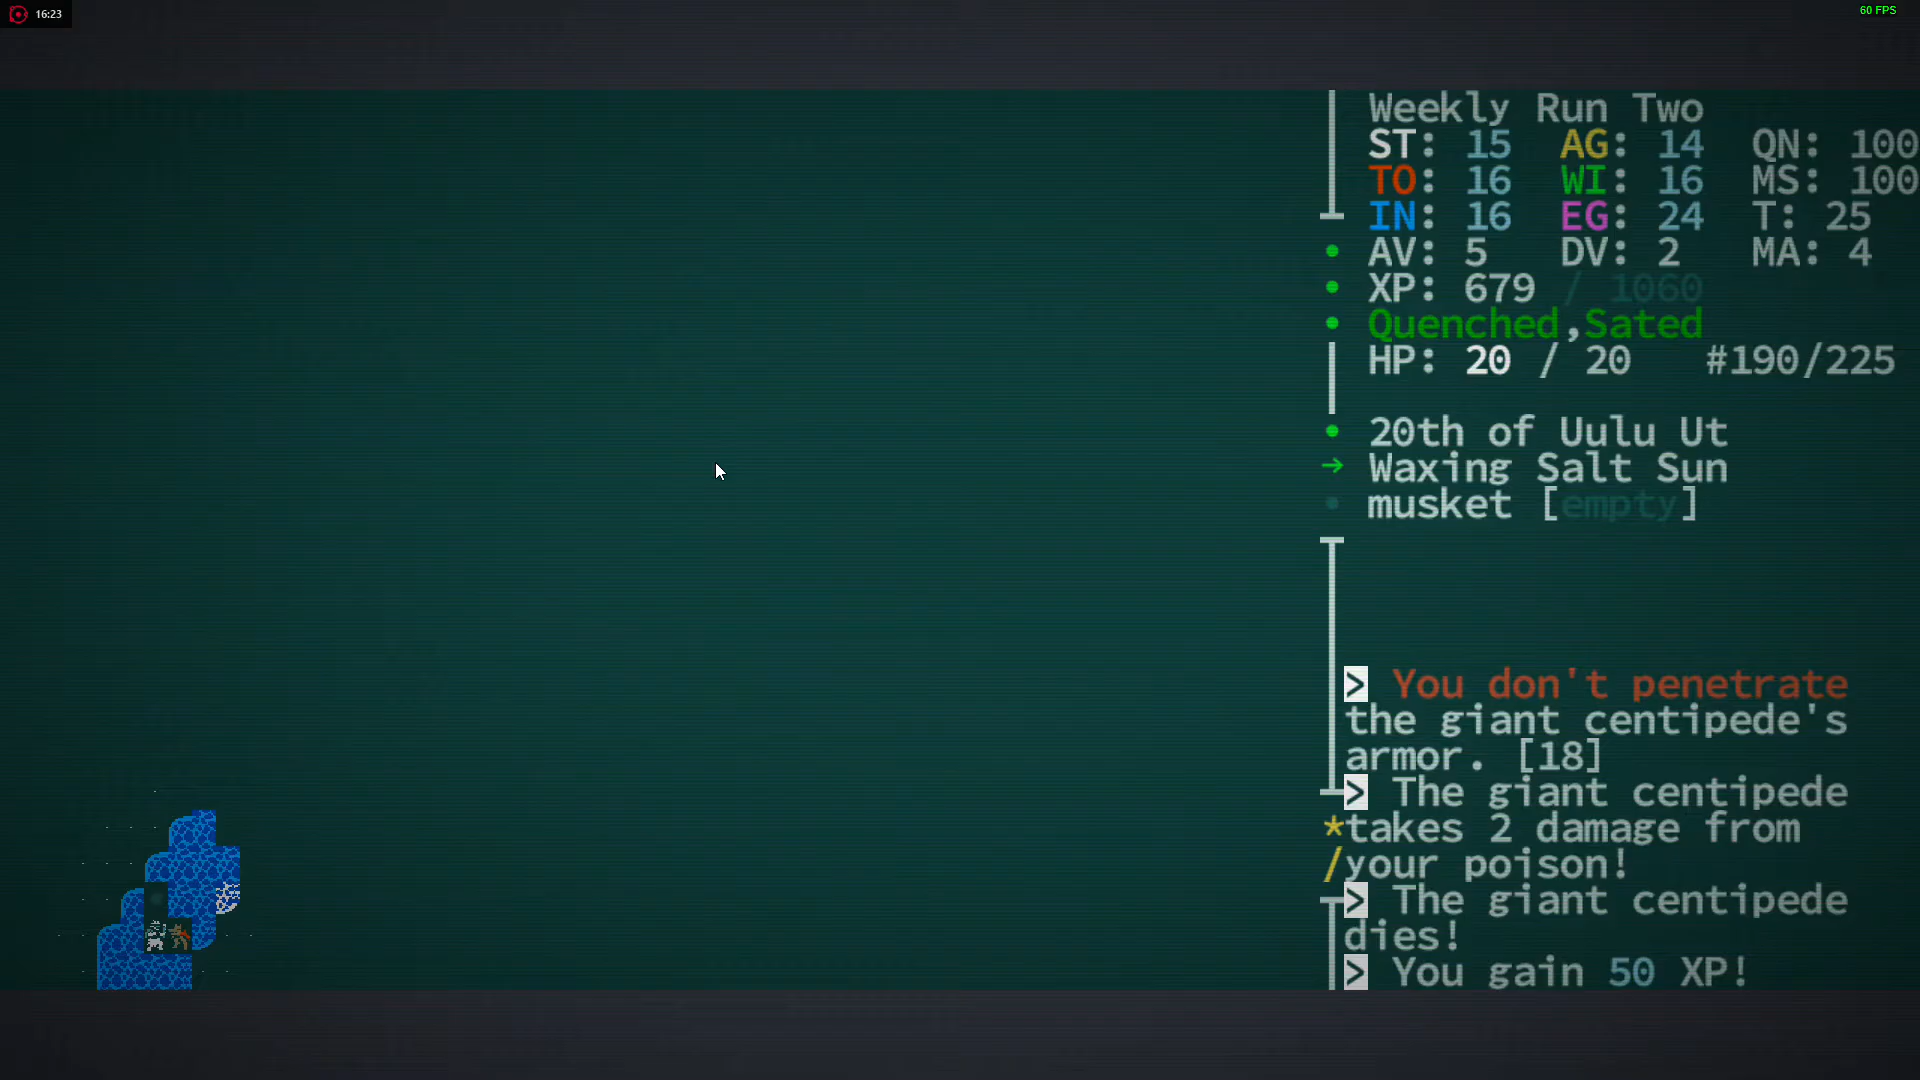 16:23
60 FPS
Weekly Run Two
ST: 15 AG: 14 QN: 100
TO: 16 WI: 16 MS: 100
IN: 16 EG: 24 T: 25
AV: 5 DV: 2 MA: 4
XP: 679 / 1060
Quenched,Sated
HP: 20 / 20 #190/225
20th of Uulu Ut
→ Waxing Salt Sun
musket [empty]
> You don't penetrate
the giant centipede's
armor. [18]
> The giant centipede
*takes 2 damage from
/your poison!
> The giant centipede
dies!
> You gain 50 XP!